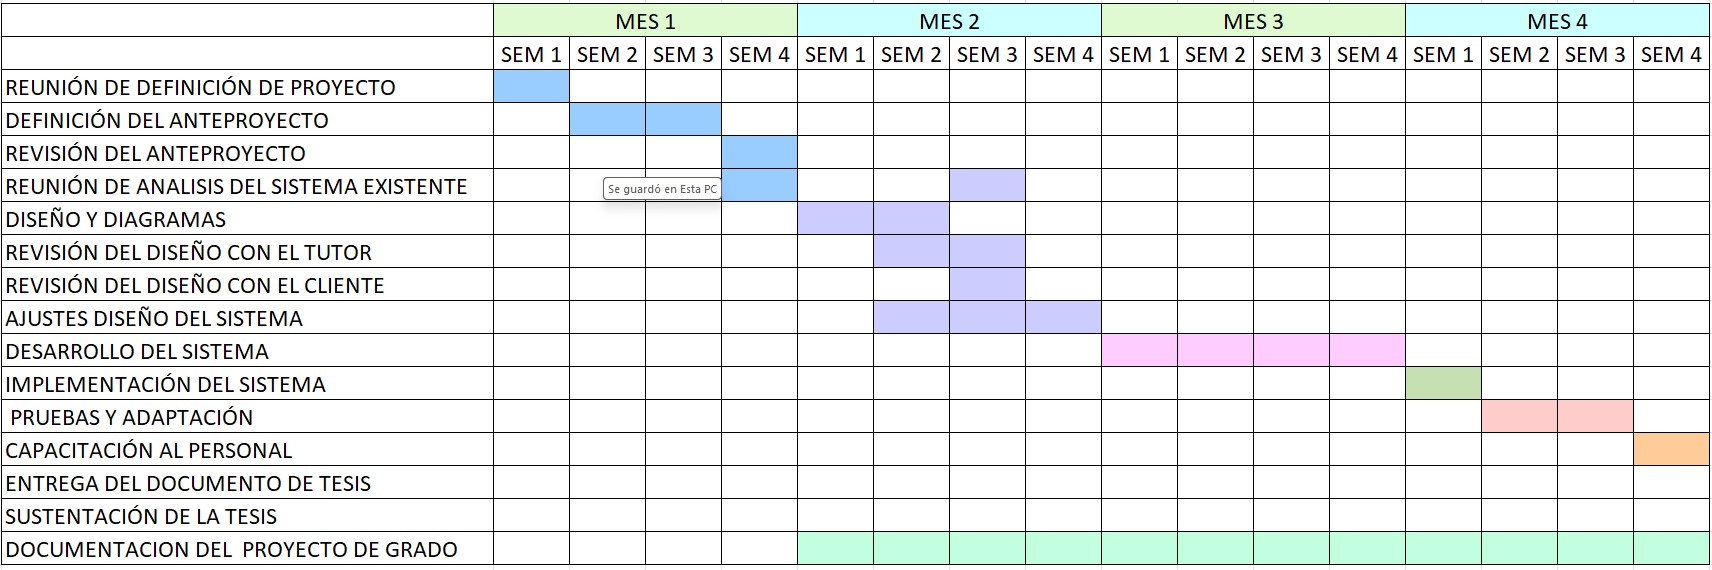 MES 1 MES 2 MES 3 MES 4
SEM 1 SEM 2 SEM 3 SEM 4 SEM 1 SEM 2 SEM 3 SEM 4 SEM 1 SEM 2 SEM 3 SEM 4 SEM 1 SEM 2 SEM 3 SEM 4
REUNIÓN DE DEFINICIÓN DE PROYECTO
DEFINICIÓN DEL ANTEPROYECTO
REVISIÓN DEL ANTEPROYECTO
REUNIÓN DE ANALISIS DEL SISTEMA EXISTENTE
Se guardó en Esta PC
DISEÑO Y DIAGRAMAS
REVISIÓN DEL DISEÑO CON EL TUTOR
REVISIÓN DEL DISEÑO CON EL CLIENTE
AJUSTES DISEÑO DEL SISTEMA
DESARROLLO DEL SISTEMA
IMPLEMENTACIÓN DEL SISTEMA
PRUEBAS Y ADAPTACIÓN
CAPACITACIÓN AL PERSONAL
ENTREGA DEL DOCUMENTO DE TESIS
SUSTENTACIÓN DE LA TESIS
DOCUMENTACION DEL PROYECTO DE GRADO